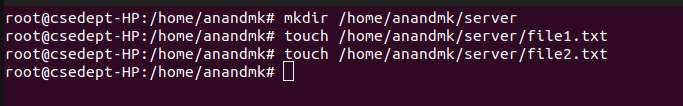 root@csedept-HP:/home/anandmk# mkdir /home/anandmk/server
root@csedept-HP:/home/anandmk# touch /home/anandmk/server/file1.txt
root@csedept-HP:/home/anandmk# touch /home/anandmk/server/file2.txt
root@csedept-HP:/home/anandmk#